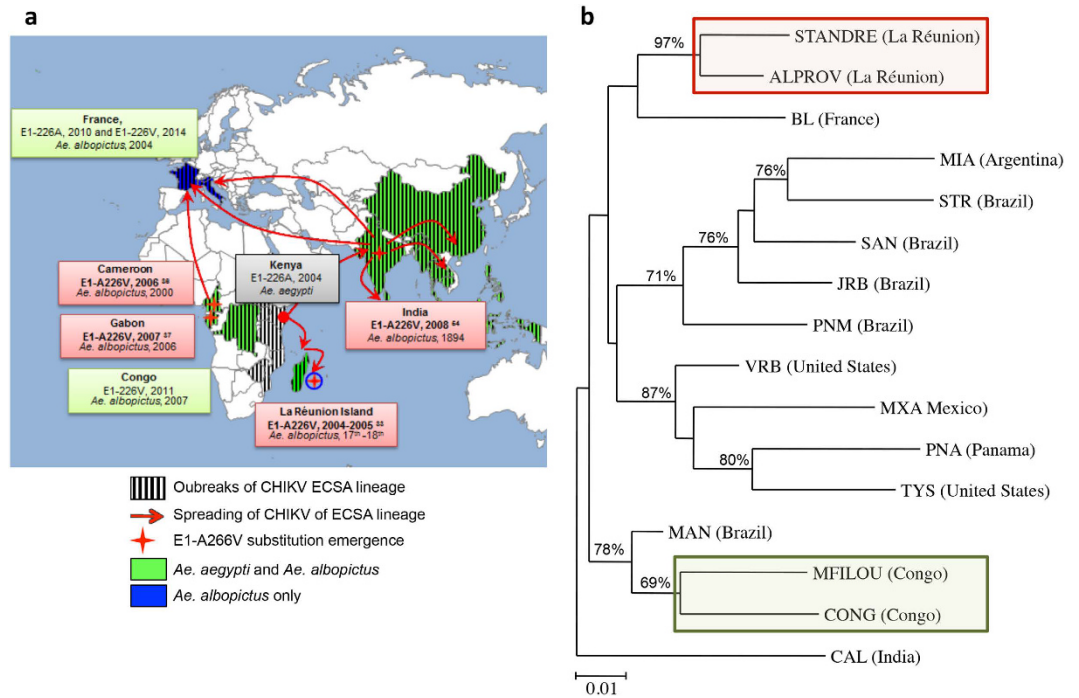 a
France,
E1-226A, 2010 and E1-226V, 2014
Ae. albopictus, 2004
Cameroon
E1-A226V, 2006 56
Ae. albopictus, 2000
Gabon
E1-A226V, 2007 37
Ae. albopictus, 2006
Congo
E1-226V, 2011
Ae. albopictus, 2007
Kenya
E1-226A, 2004
Ae. aegypti
India
E1-A226V, 2008 64
Ae. albopictus, 1894
La Rèunion Island
E1-A226V, 2004-2005
Ae. albopictus, 17th -18th
Outbreaks of CHIKV ECSA lineage
Spreading of CHIKV of ECSA lineage
E1-A266V substitution emergence
Ae. aegypti and Ae. albopictus
Ae. albopictus only
b
97%
STANDRE (La Réunion)
ALPROV (La Réunion)
BL (France)
MIA (Argentina)
76%
STR (Brazil)
76%
SAN (Brazil)
71%
JRB (Brazil)
PNM (Brazil)
VRB (United States)
87%
MXA Mexico)
PNA (Panama)
80%
TYS (United States)
MAN (Brazil)
78%
MFILOU (Congo)
69%
CONG (Congo)
CAL (India)
0.01